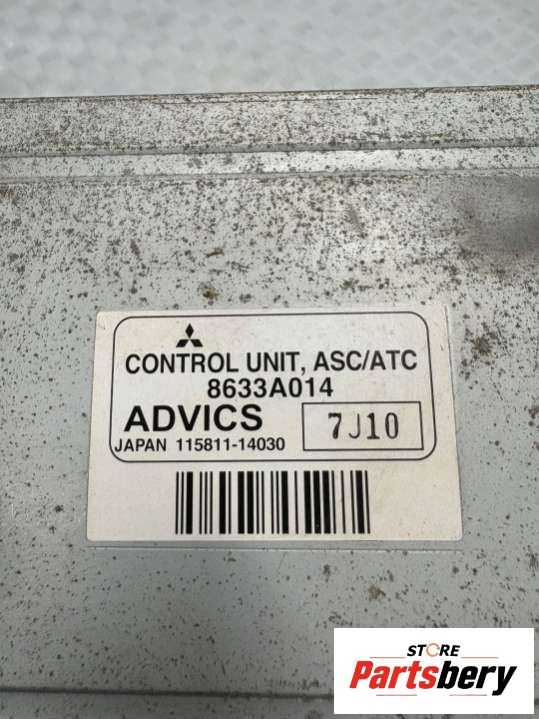 CONTROL UNIT, ASC/ATC
8633A014
ADVICS 7J10
JAPAN 115811-14030
STORE
Partsbery